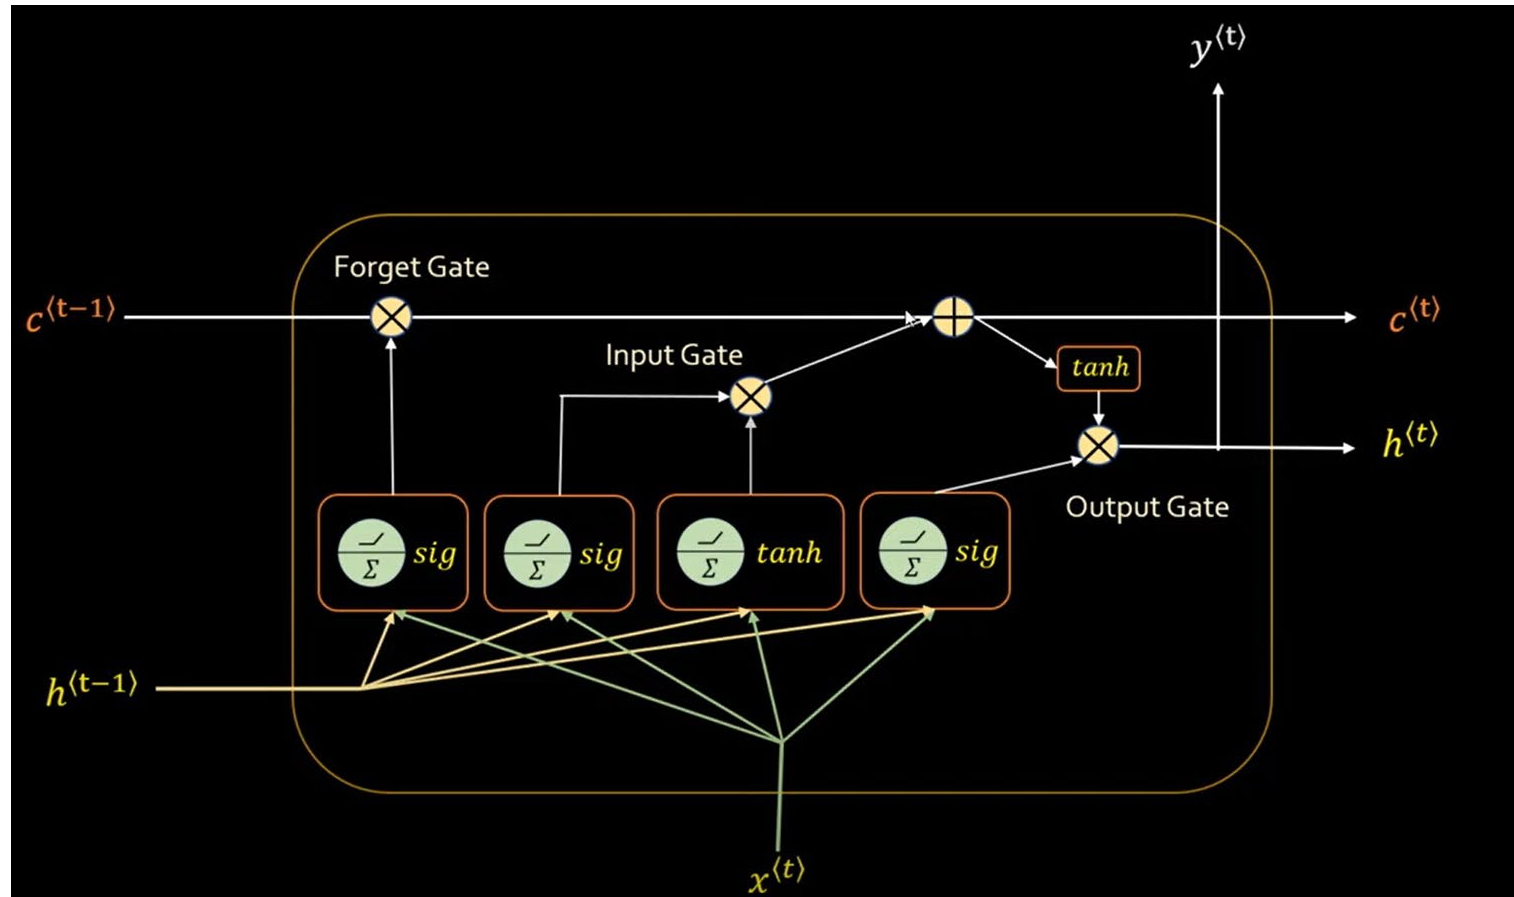 y⟨t⟩
Forget Gate
c⟨t−1⟩
c⟨t⟩
Input Gate
tanh
h⟨t⟩
Output Gate
Σ sig
Σ sig
Σ tanh
Σ sig
h⟨t−1⟩
x⟨t⟩